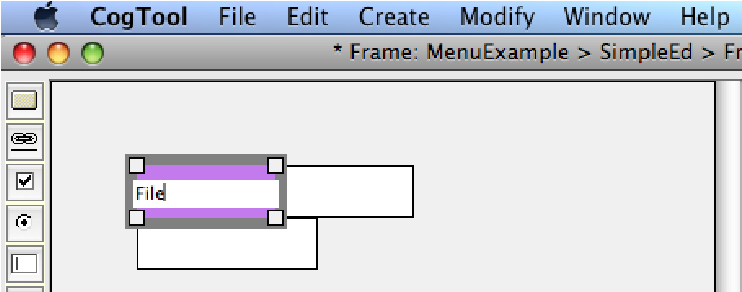 CogTool File Edit Create Modify Window Help
* Frame: MenuExample > SimpleEd > Fr
File